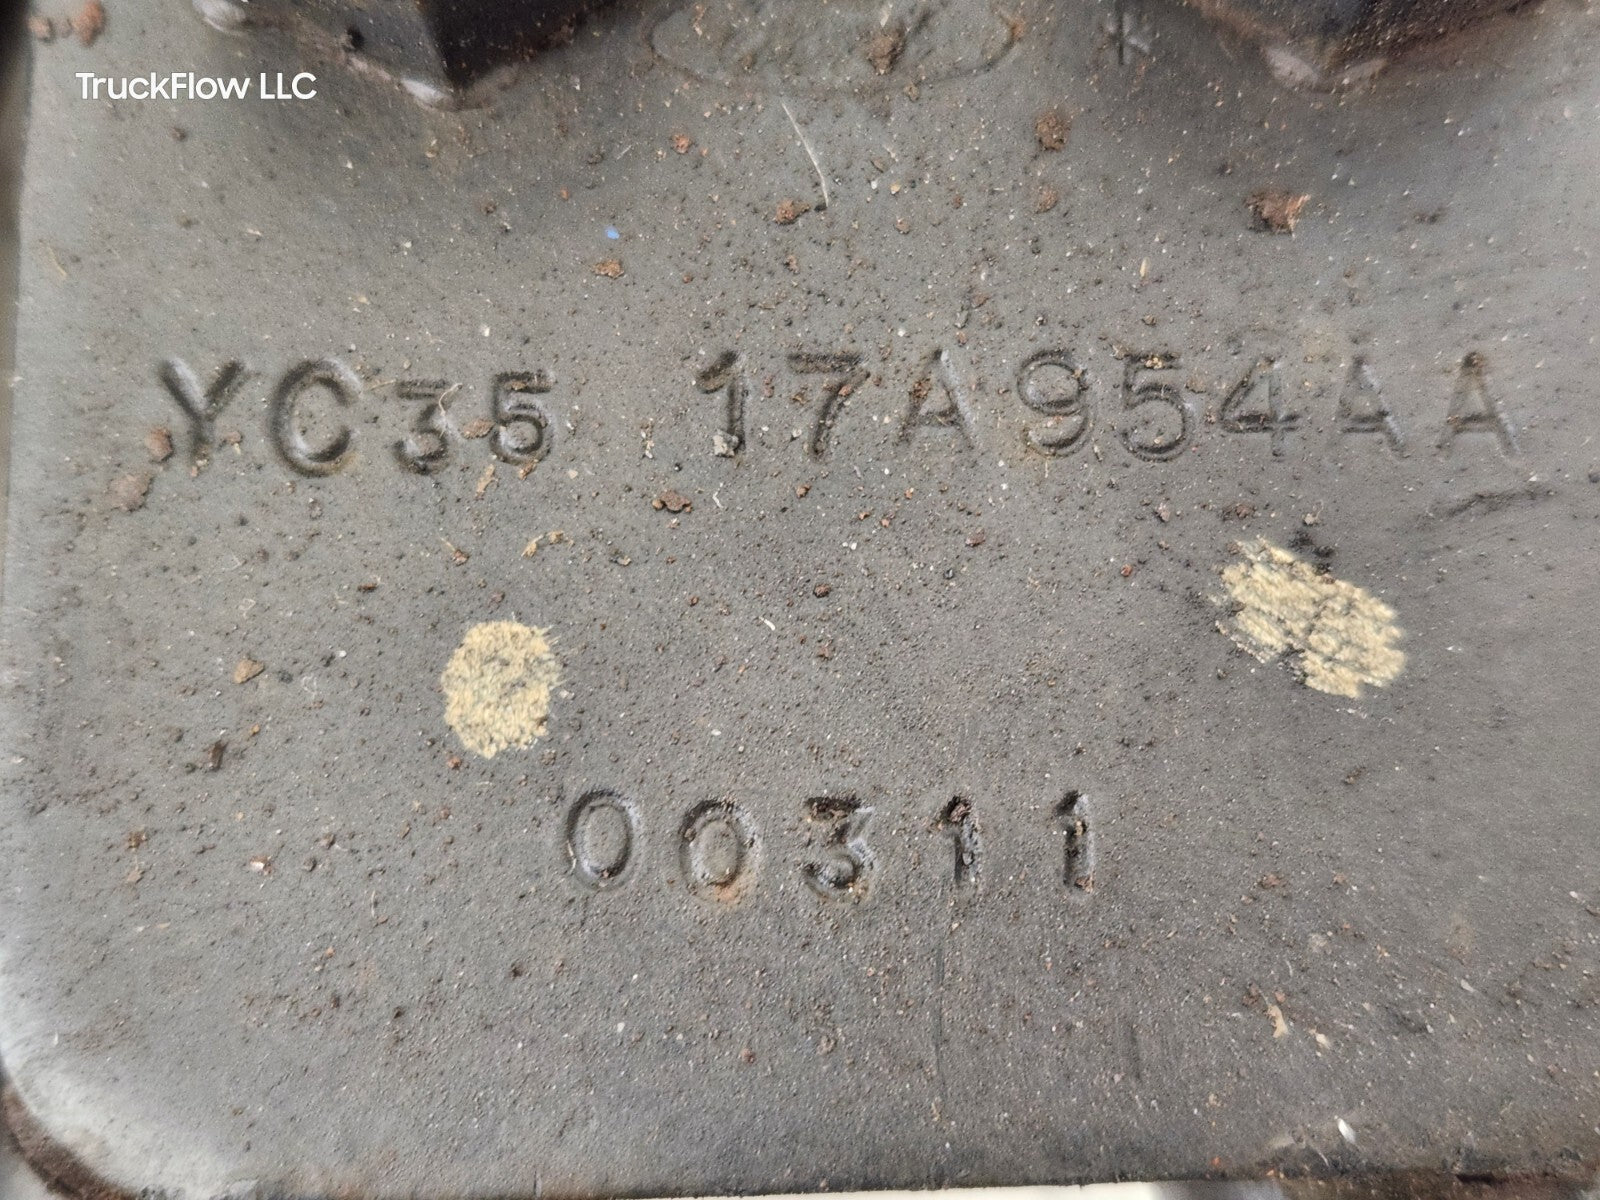 TruckFlow LLC
YC35 17A954AA
00311